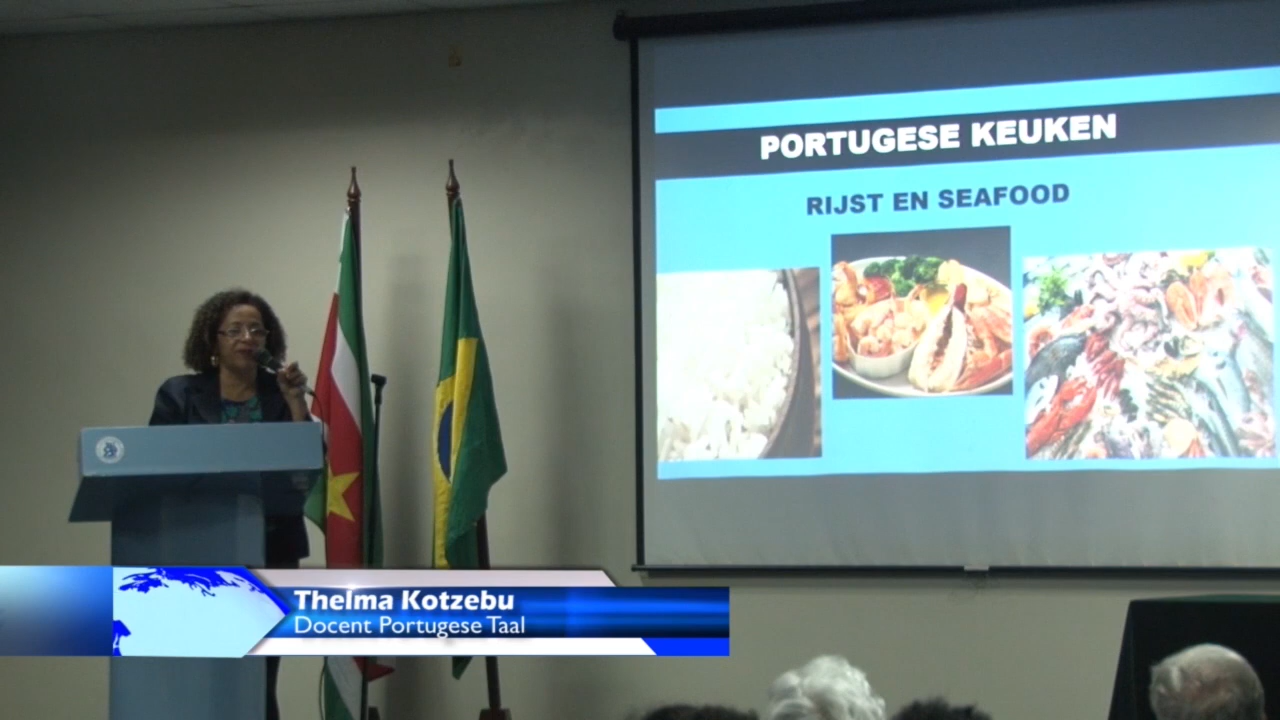 PORTUGESE KEUKEN
RIJST EN SEAFOOD
Thelma Kotzebu
Docent Portugese Taal